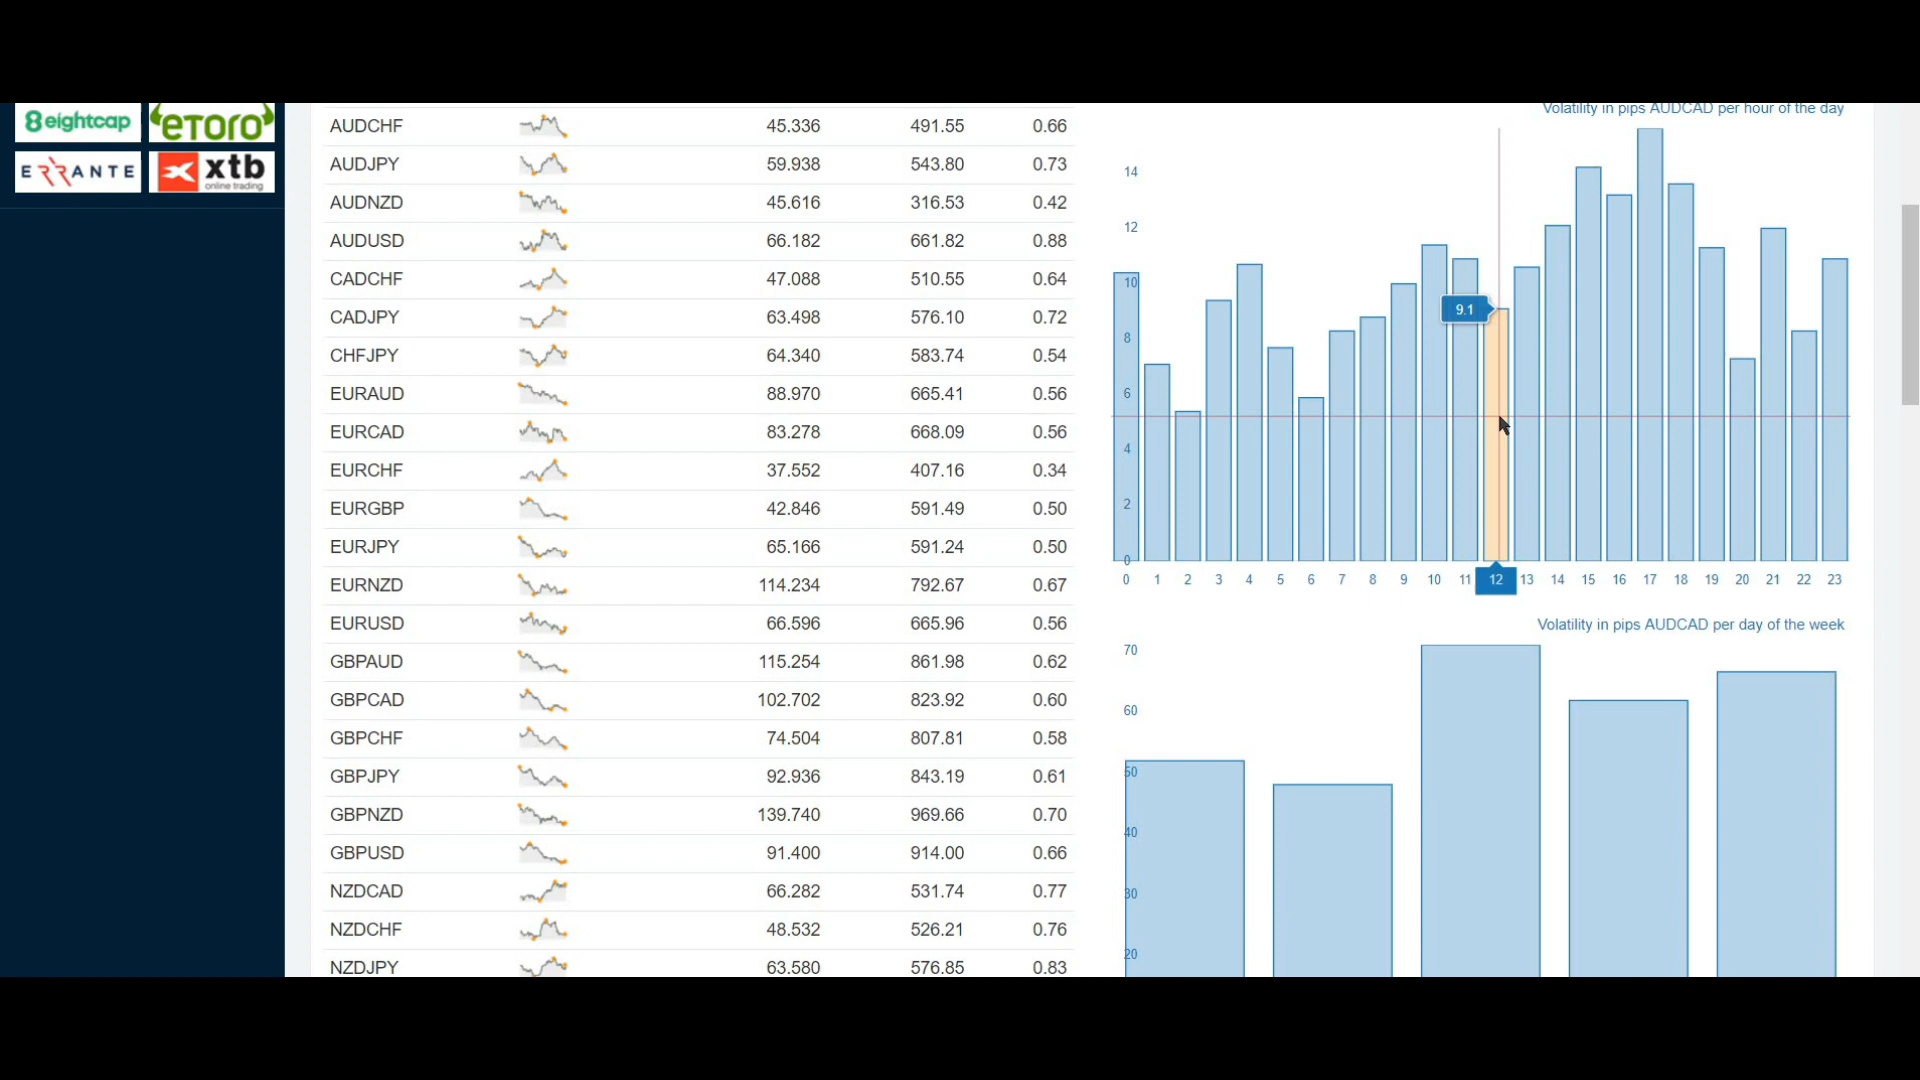 8eightcap
eTORO
ERRANTE
xtb
online trading
AUDCHF 45.336 491.55 0.66
AUDJPY 59.938 543.80 0.73
AUDNZD 45.616 316.53 0.42
AUDUSD 66.182 661.82 0.88
CADCHF 47.088 510.55 0.64
CADJPY 63.498 576.10 0.72
CHFJPY 64.340 583.74 0.54
EURAUD 88.970 665.41 0.56
EURCAD 83.278 668.09 0.56
EURCHF 37.552 407.16 0.34
EURGBP 42.846 591.49 0.50
EURJPY 65.166 591.24 0.50
EURNZD 114.234 792.67 0.67
EURUSD 66.596 665.96 0.56
GBPAUD 115.254 861.98 0.62
GBPCAD 102.702 823.92 0.60
GBPCHF 74.504 807.81 0.58
GBPJPY 92.936 843.19 0.61
GBPNZD 139.740 969.66 0.70
GBPUSD 91.400 914.00 0.66
NZDCAD 66.282 531.74 0.77
NZDCHF 48.532 526.21 0.76
NZDJPY 63.580 576.85 0.83
Volatility in pips AUDCAD per hour of the day
14
12
10
9.1
8
6
4
2
0
0 1 2 3 4 5 6 7 8 9 10 11 12 13 14 15 16 17 18 19 20 21 22 23
Volatility in pips AUDCAD per day of the week
70
60
50
40
30
20